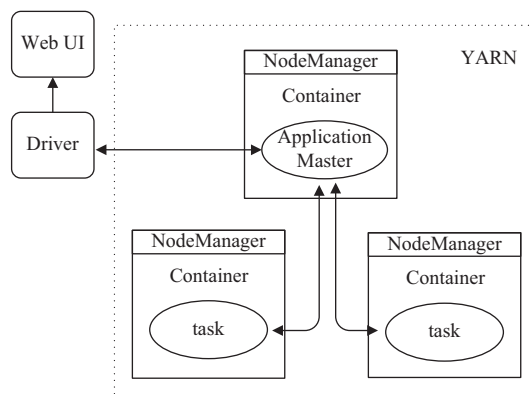 Web UI
Driver
YARN
NodeManager
Container
Application
Master
NodeManager
Container
task
NodeManager
Container
task